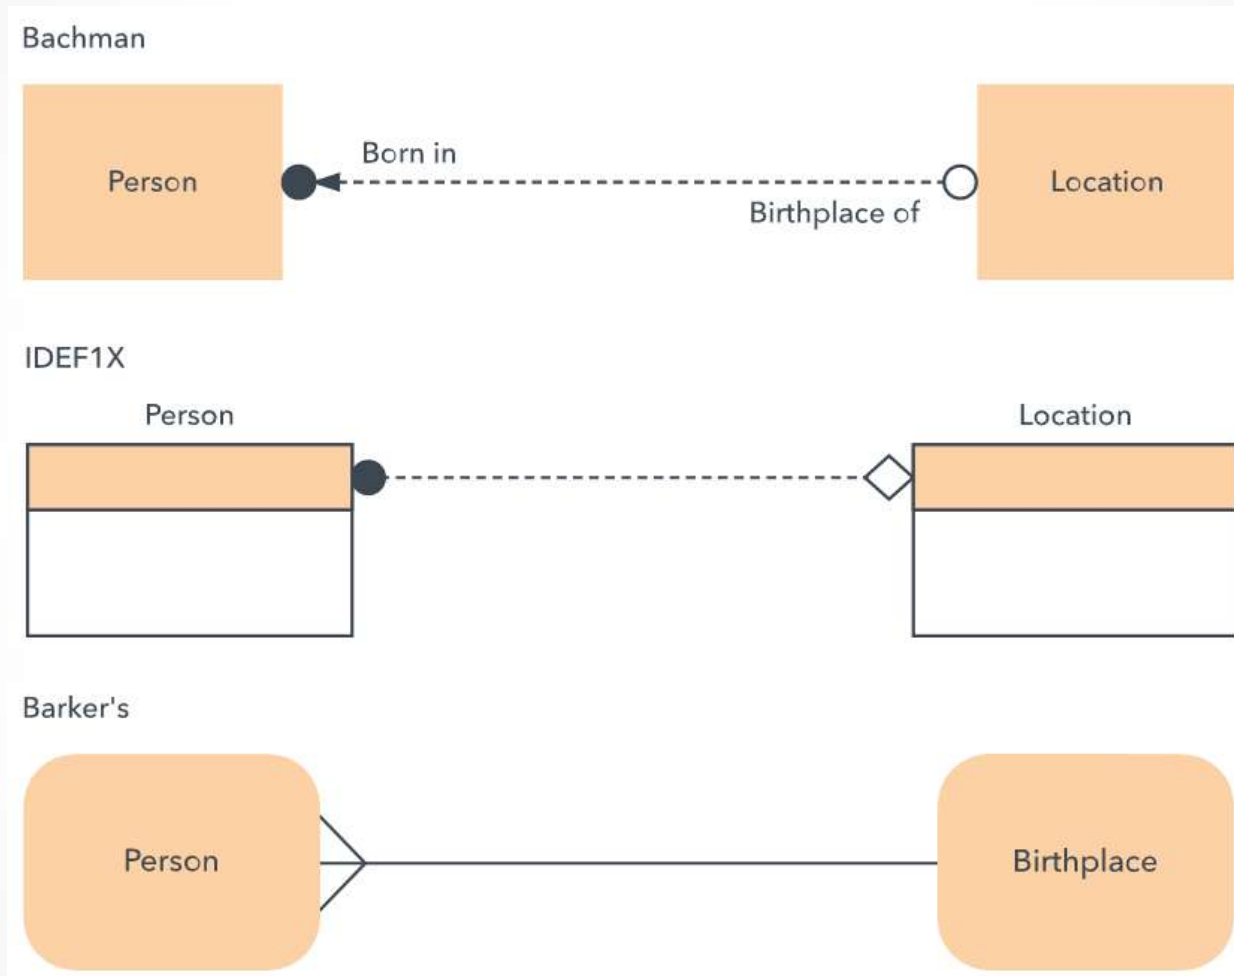 Bachman
Person
Born in
Birthplace of
Location
IDEF1X
Person
Location
Barker's
Person
Birthplace